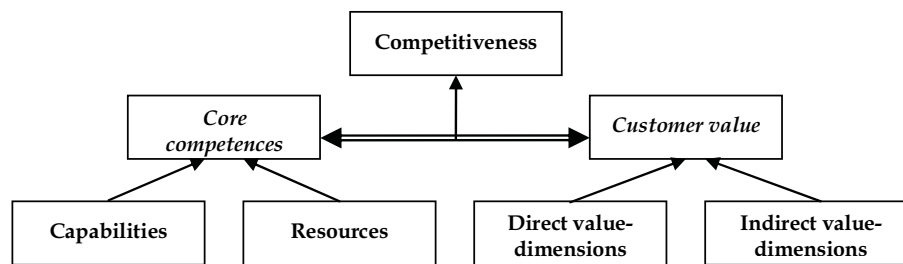 Competitiveness
Core
competences
Customer value
Capabilities
Resources
Direct value-
dimensions
Indirect value-
dimensions